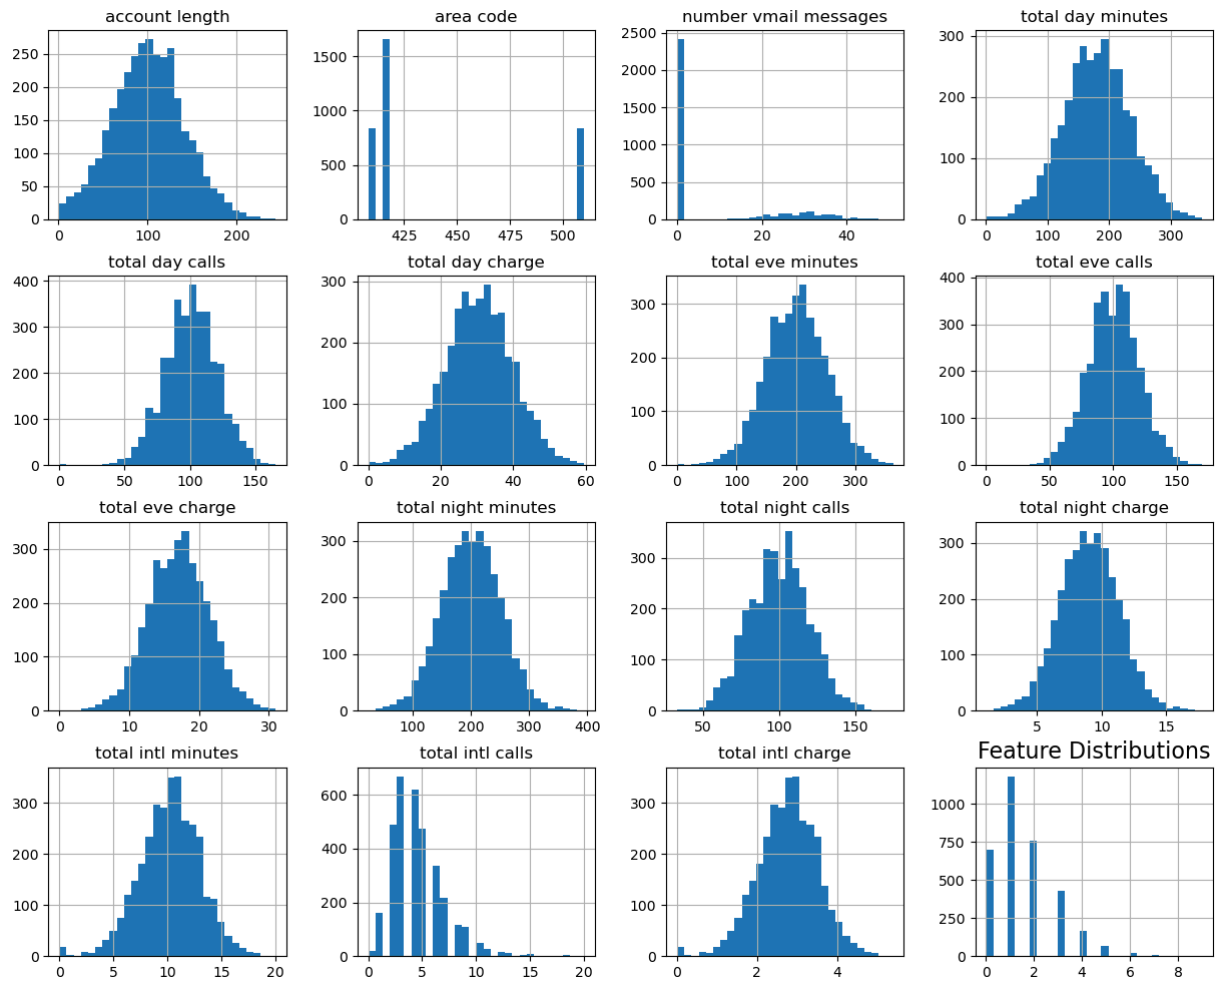 account length
area code
number vmail messages
total day minutes
250
200
150
100
50
0
0 100 200
1500
1000
500
0
425 450 475 500
2500
2000
1500
1000
500
0
0 20 40
300
200
100
0
0 100 200 300
total day calls
total day charge
total eve minutes
total eve calls
400
300
200
100
0
0 50 100 150
300
200
100
0
0 20 40 60
300
200
100
0
0 100 200 300
400
300
200
100
0
0 50 100 150
total eve charge
total night minutes
total night calls
total night charge
300
200
100
0
0 10 20 30
300
200
100
0
100 200 300 400
300
200
100
0
50 100 150
300
200
100
0
5 10 15
total intl minutes
total intl calls
total intl charge
Feature Distributions
300
200
100
0
0 5 10 15 20
600
400
200
0
0 5 10 15 20
300
200
100
0
0 2 4
1000
750
500
250
0
0 2 4 6 8